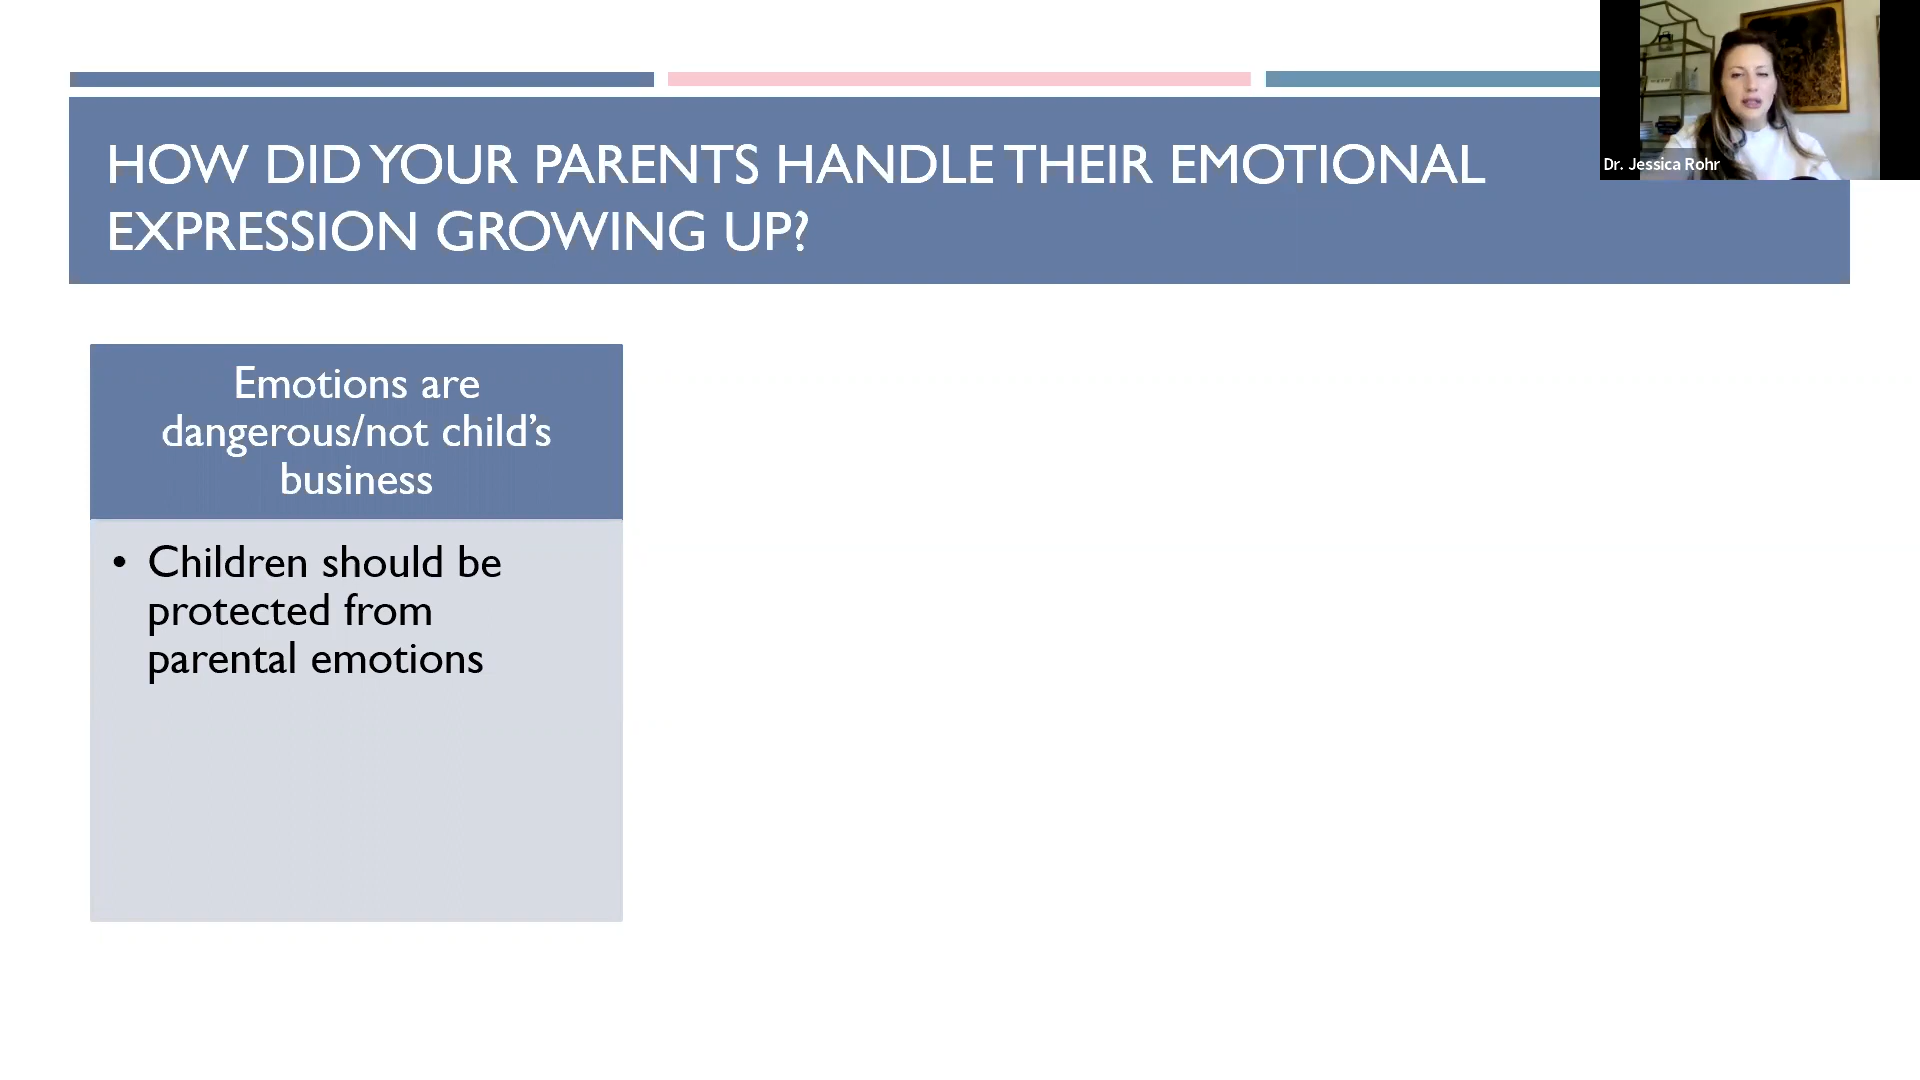 HOW DID YOUR PARENTS HANDLE THEIR EMOTIONAL
EXPRESSION GROWING UP?
Dr. Jessica Rohr
Emotions are
dangerous/not child’s
business
• Children should be
protected from
parental emotions